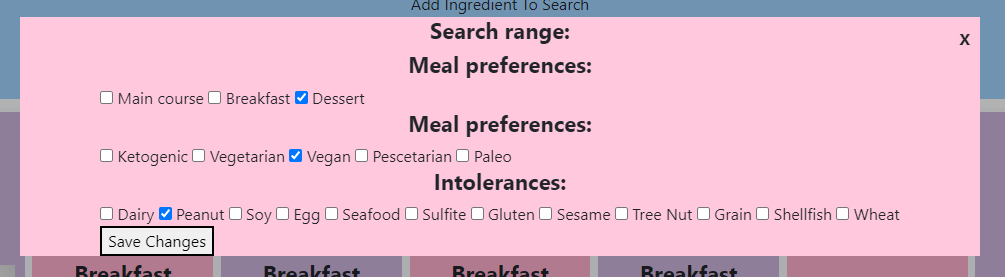 Add Ingredient To Search
Search range:
X
Meal preferences:
Main course Breakfast Dessert
Meal preferences:
Ketogenic Vegetarian Vegan Pescetarian Paleo
Intolerances:
Dairy Peanut Soy Egg Seafood Sulfite Gluten Sesame Tree Nut Grain Shellfish Wheat
Save Changes
Breakfast Breakfast Breakfast Breakfast